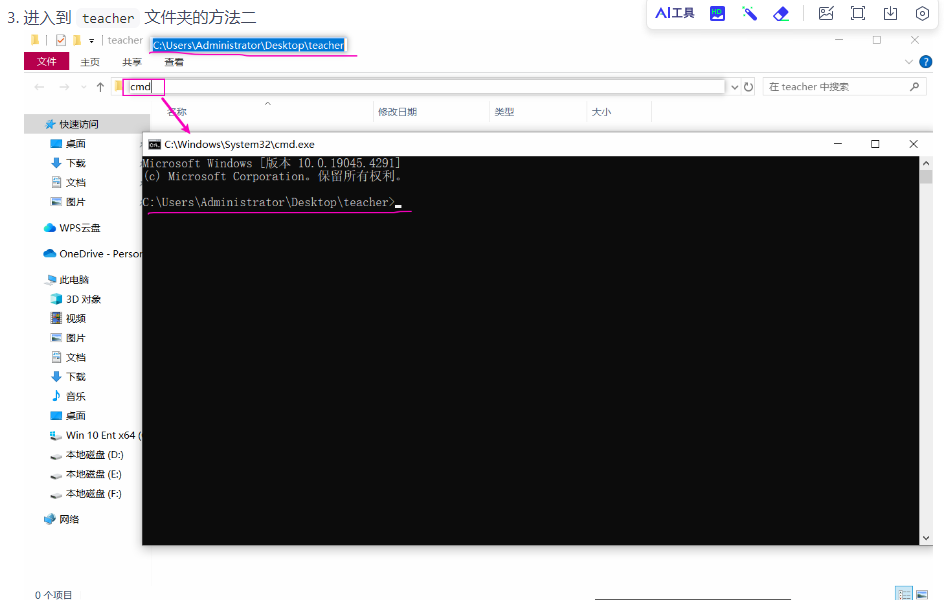 3. 进入到 teacher 文件夹的方法二
AI工具
HD
teacher
C:\Users\Administrator\Desktop\teacher
文件 主页 共享 查看
cmd
在 teacher 中搜索
名称 修改日期 类型 大小
快速访问
桌面
下载
文档
图片
WPS云盘
OneDrive - Person
此电脑
3D 对象
视频
图片
文档
下载
音乐
桌面
Win 10 Ent x64 (
本地磁盘 (D:)
本地磁盘 (E:)
本地磁盘 (F:)
网络
C:\Windows\System32\cmd.exe
Microsoft Windows [版本 10.0.19045.4291]
(c) Microsoft Corporation。保留所有权利。
C:\Users\Administrator\Desktop\teacher>
0 个项目